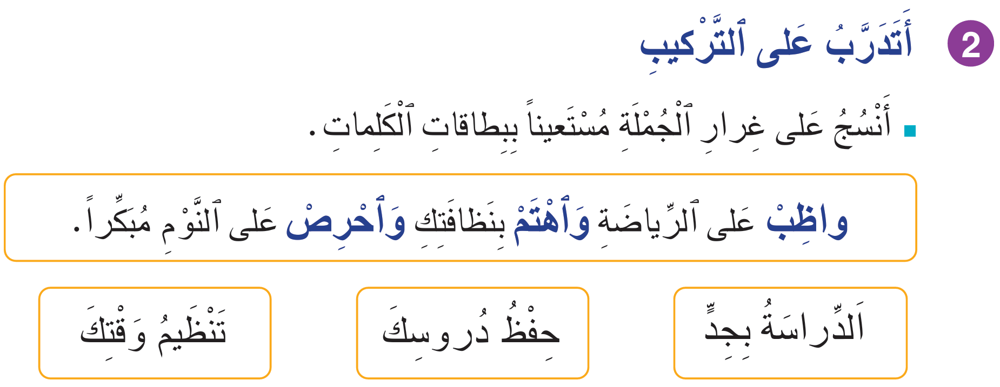 2 أَتَدَرَّبُ عَلى ٱلتَّرْكيبِ
أَنْسُجُ عَلى غِرارِ ٱلْجُمْلَةِ مُسْتَعيناً بِبِطاقاتِ ٱلْكَلِماتِ .
واظِبْ عَلى ٱلرِّياضَةِ وَٱهْتَمْ بِنَظافَتِكِ وَٱحْرِصْ عَلى ٱلنَّوْمِ مُبَكِّراً .
اَلدِّراسَةُ بِجِدٍّ
حِفْظُ دُروسِكَ
تَنْظَيمُ وَقْتِكَ